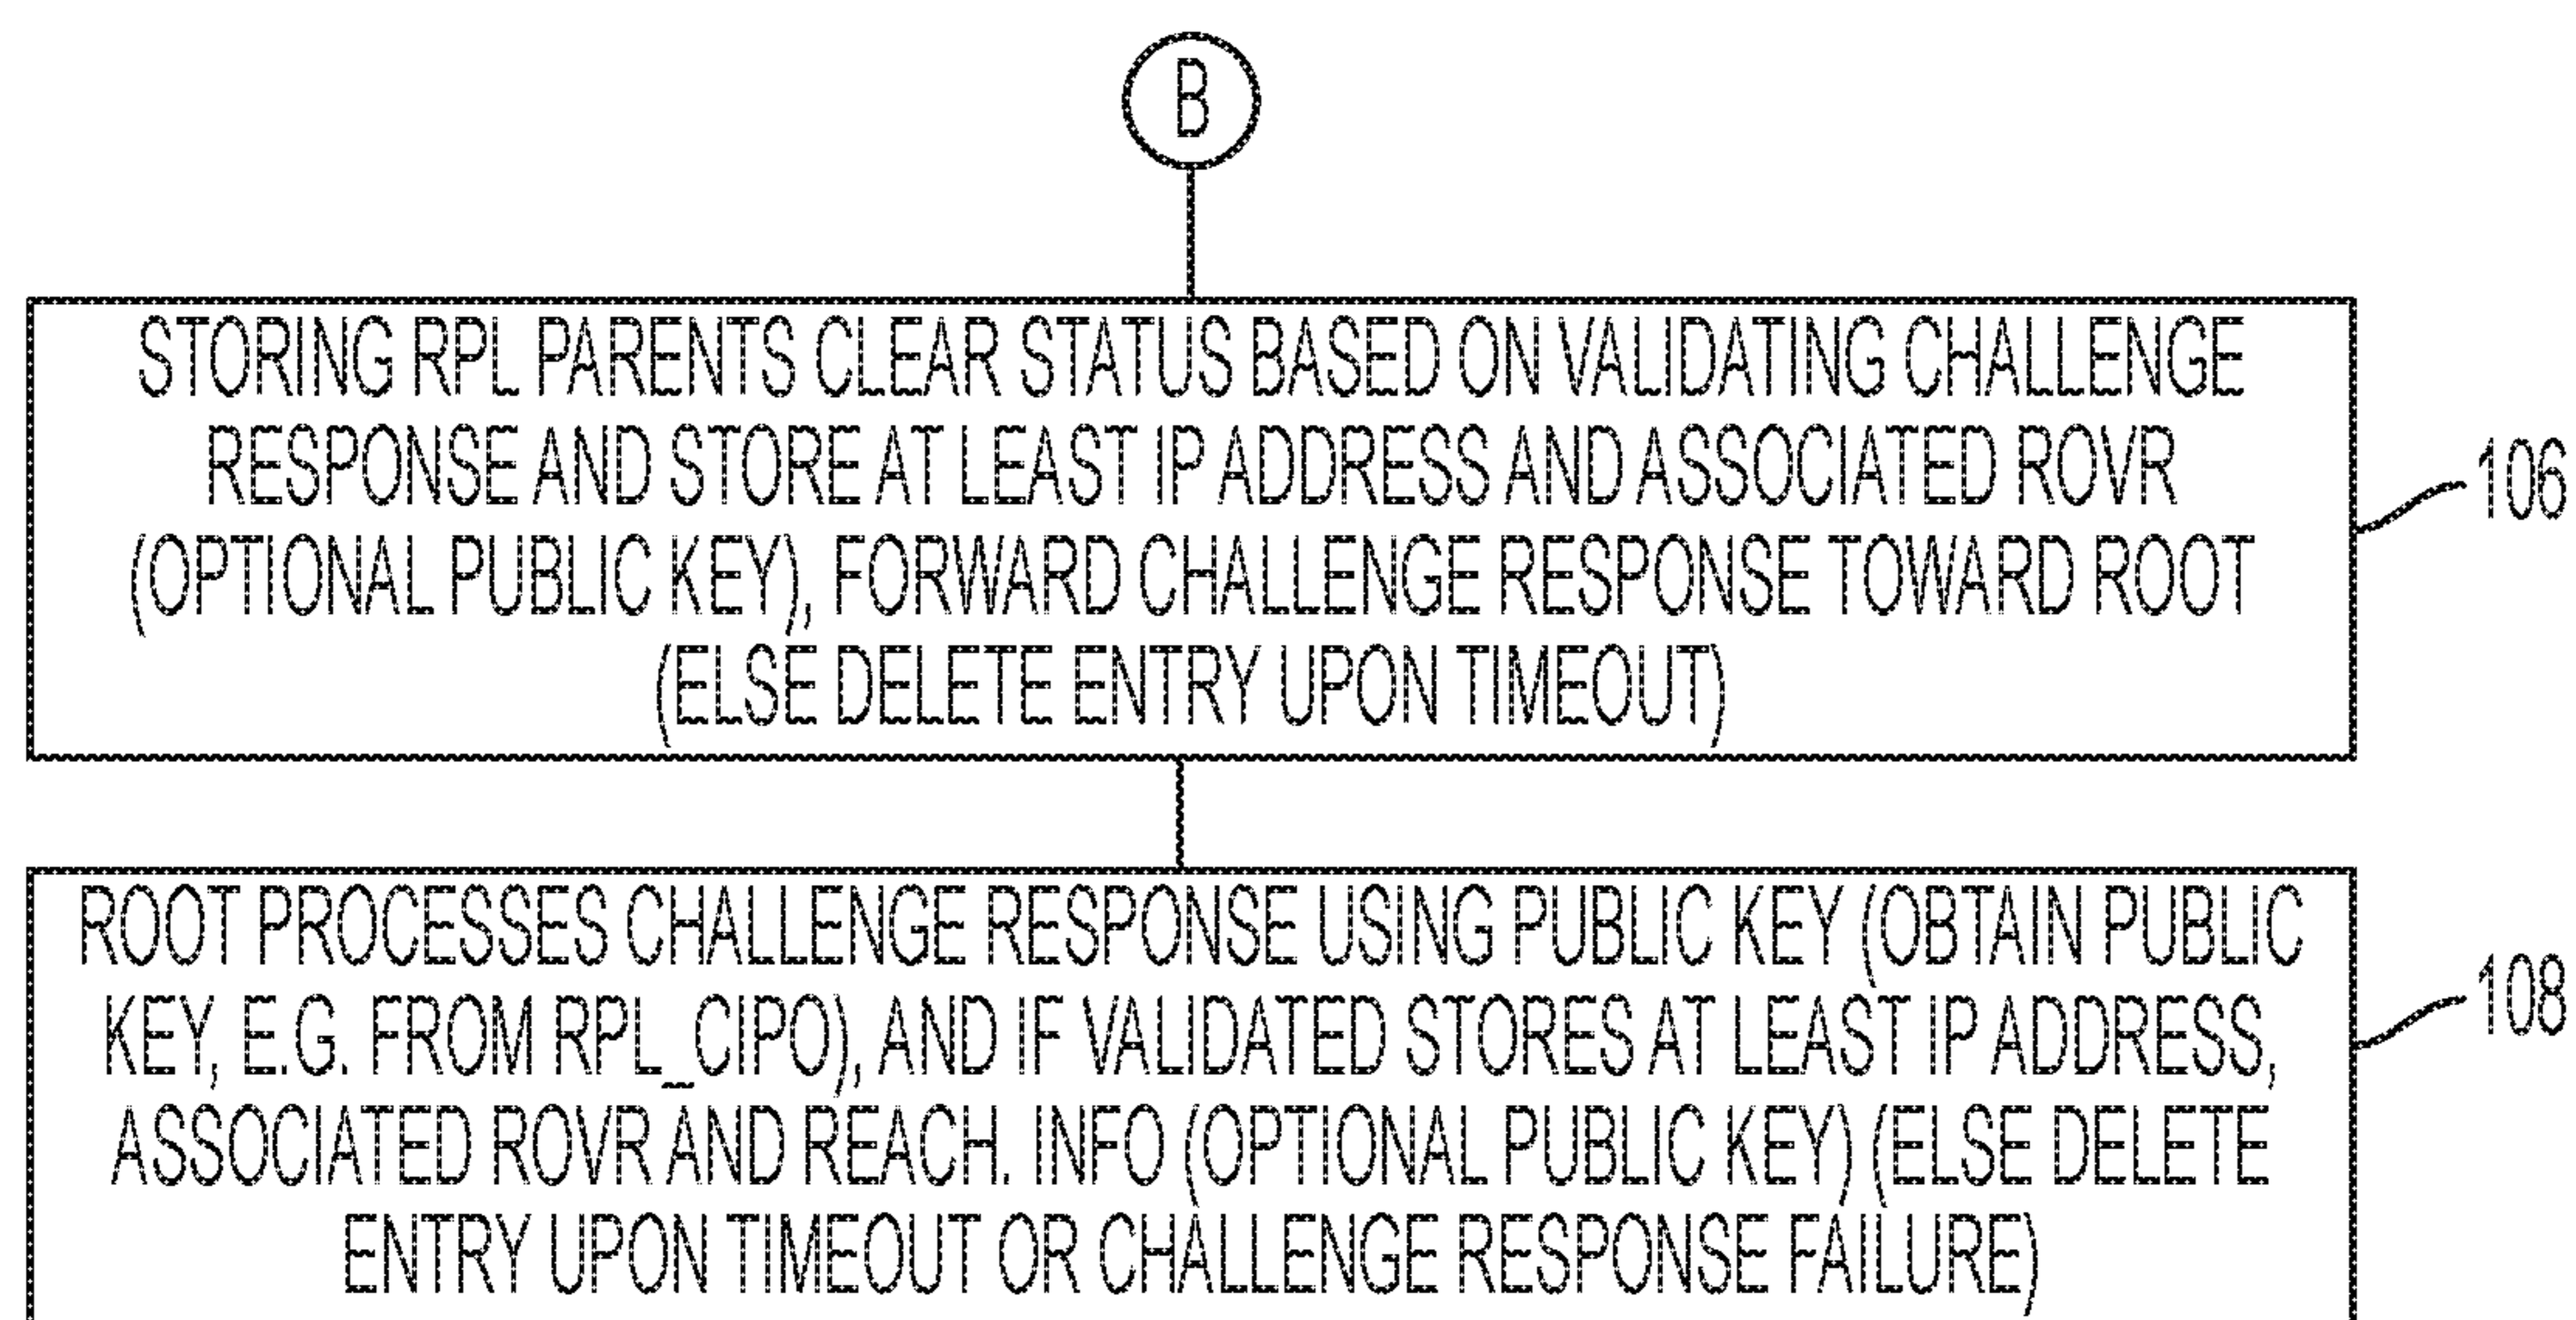 B
STORING RPL PARENTS CLEAR STATUS BASED ON VALIDATING CHALLENGE
RESPONSE AND STORE AT LEAST IP ADDRESS AND ASSOCIATED ROVR
(OPTIONAL PUBLIC KEY), FORWARD CHALLENGE RESPONSE TOWARD ROOT
(ELSE DELETE ENTRY UPON TIMEOUT)
106
ROOT PROCESSES CHALLENGE RESPONSE USING PUBLIC KEY (OBTAIN PUBLIC
KEY, E.G. FROM RPL_CIPO), AND IF VALIDATED STORES AT LEAST IP ADDRESS,
ASSOCIATED ROVR AND REACH. INFO (OPTIONAL PUBLIC KEY) (ELSE DELETE
ENTRY UPON TIMEOUT OR CHALLENGE RESPONSE FAILURE)
108